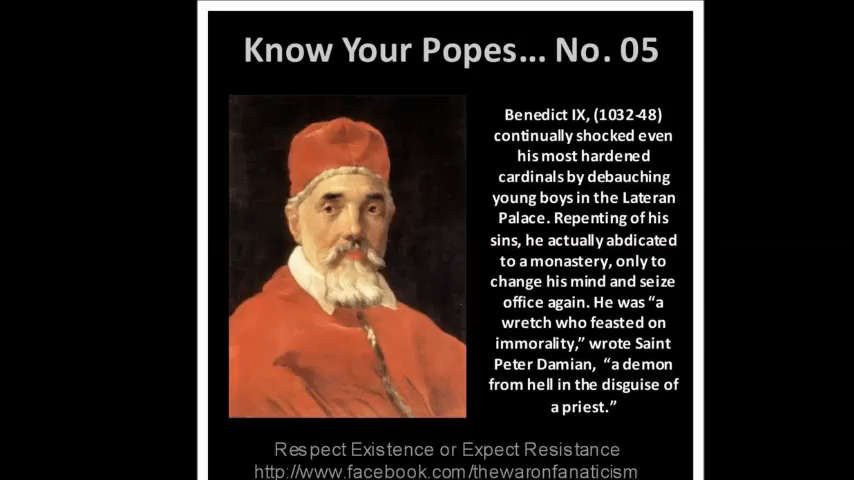 Know Your Popes... No. 05
Benedict IX, (1032-48)
continually shocked even
his most hardened
cardinals by debauching
young boys in the Lateran
Palace. Repenting of his
sins, he actually abdicated
to a monastery, only to
change his mind and seize
office again. He was “a
wretch who feasted on
immorality,” wrote Saint
Peter Damian, “a demon
from hell in the disguise of
a priest.”
Respect Existence or Expect Resistance
http://www.facebook.com/thewaronfanaticism